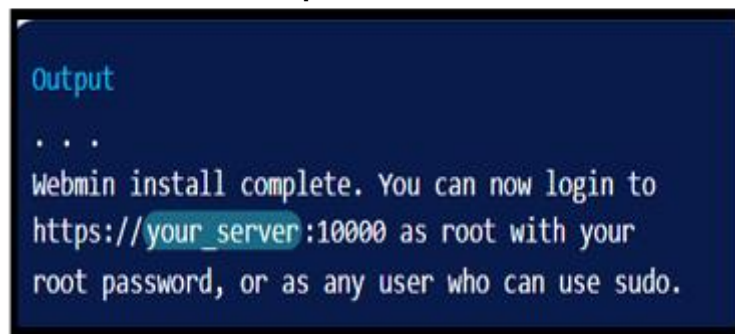 Output
. . .
Webmin install complete. You can now login to
https://your_server:10000 as root with your
root password, or as any user who can use sudo.